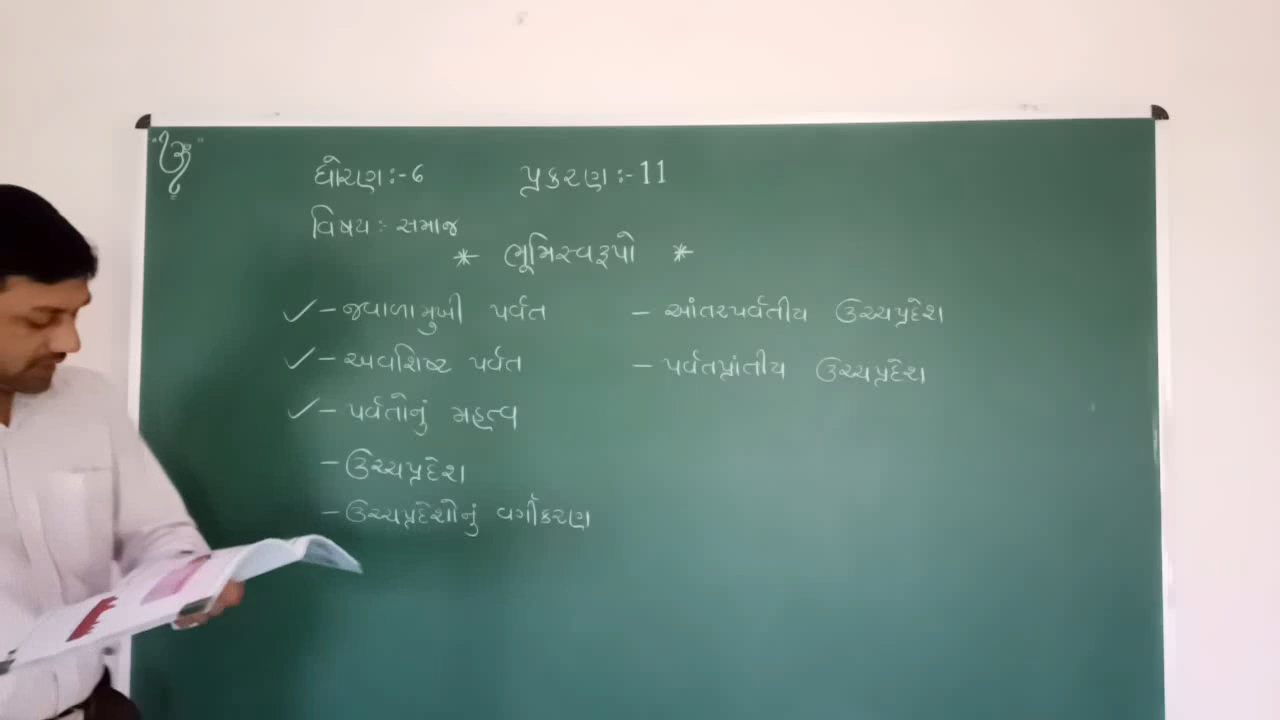 ૐ
ધોરણ:-6 પ્રકરણ:-11
વિષય:- સમાજ
* ભૂમિસ્વરૂપો *
✓ - જવાળામુખી પર્વત
✓ - અવશિષ્ટ પર્વત
✓ - પર્વતોનું મહત્વ
- ઉચ્ચપ્રદેશ
- ઉચ્ચપ્રદેશોનું વર્ગીકરણ
- આંતરપર્વતીય ઉચ્ચપ્રદેશ
- પર્વતપ્રાંતીય ઉચ્ચપ્રદેશ